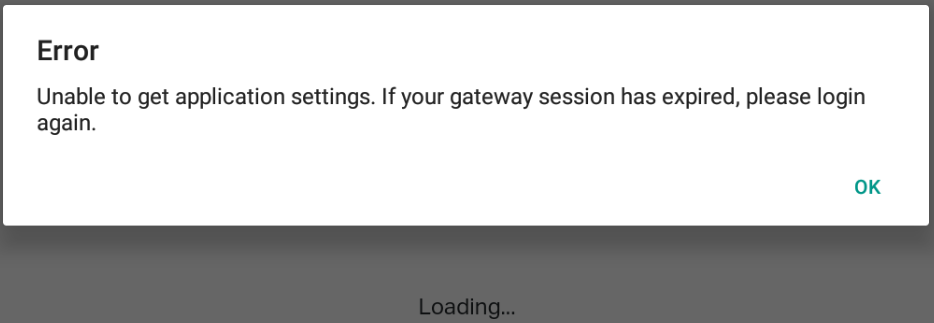 Error
Unable to get application settings. If your gateway session has expired, please login
again.
OK
Loading...